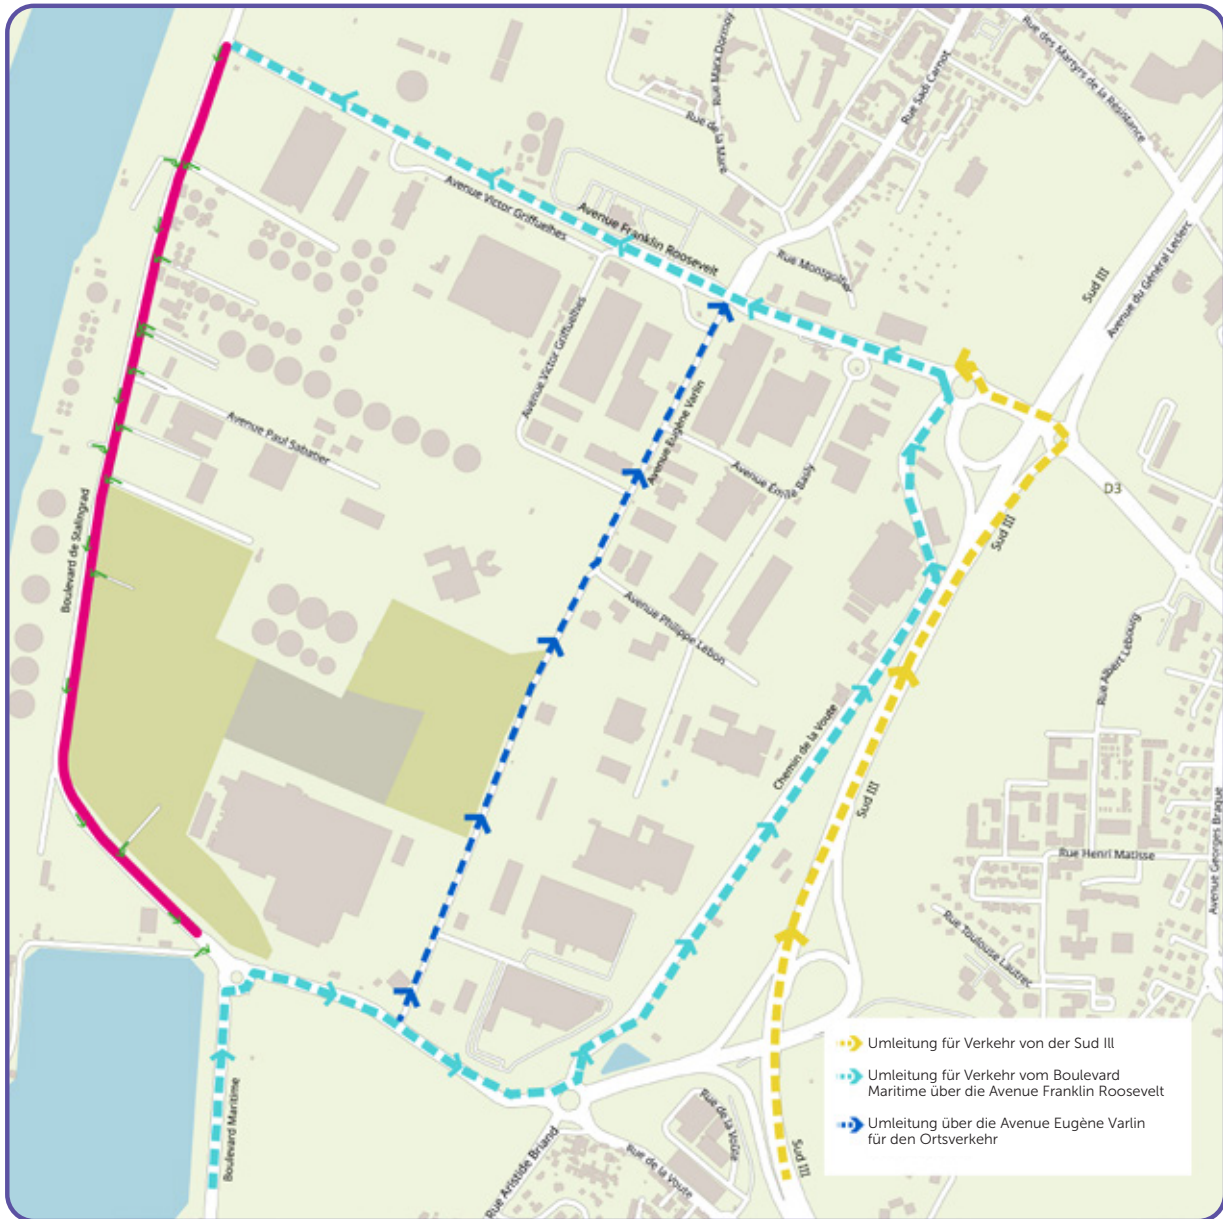 Rue Marx Dormoy
Rue Sadi Carnot
Rue des Martyrs de la Résistance
Rue de la Mare
Avenue Victor Griffuelhes
Avenue Franklin Roosevelt
Rue Montgolfier
Sud III
Avenue du Général Leclerc
Avenue Victor Griffuelhes
Avenue Eugène Varlin
Avenue Paul Sabatier
Avenue Émile Basly
D3
Boulevard de Stalingrad
Sud III
Avenue Philippe Lebon
Rue Albert Lebourg
Chemin de la Voute
Sud III
Rue Henri Matisse
Avenue Georges Braque
Rue Toulouse Lautrec
Boulevard Maritime
Rue Aristide Briand
Rue de la Voute
Rue de la Voute
Sud III
Umleitung für Verkehr von der Sud Ill
Umleitung für Verkehr vom Boulevard
Maritime über die Avenue Franklin Roosevelt
Umleitung über die Avenue Eugène Varlin
für den Ortsverkehr